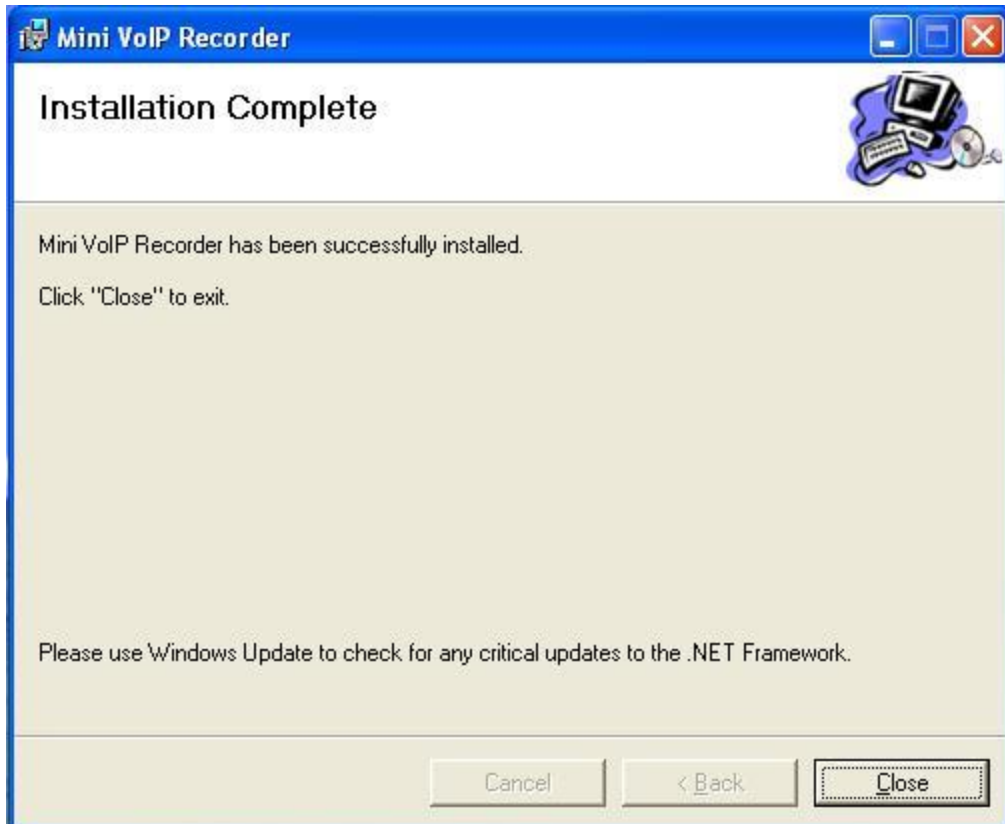 Mini VoIP Recorder
Installation Complete
Mini VoIP Recorder has been successfully installed.
Click "Close" to exit.
Please use Windows Update to check for any critical updates to the .NET Framework.
Cancel
< Back
Close